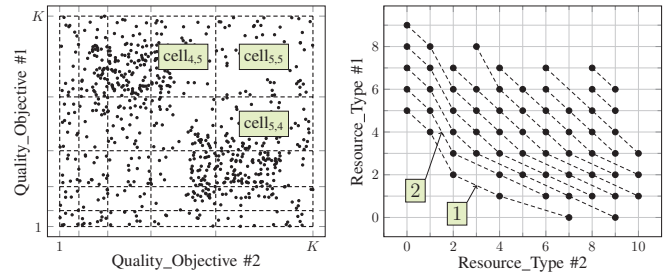 K
1
1
K
Quality_Objective #1
Quality_Objective #2
cell4,5
cell5,5
cell5,4
8
6
4
2
0
0
2
4
6
8
10
Resource_Type #1
Resource_Type #2
2
1